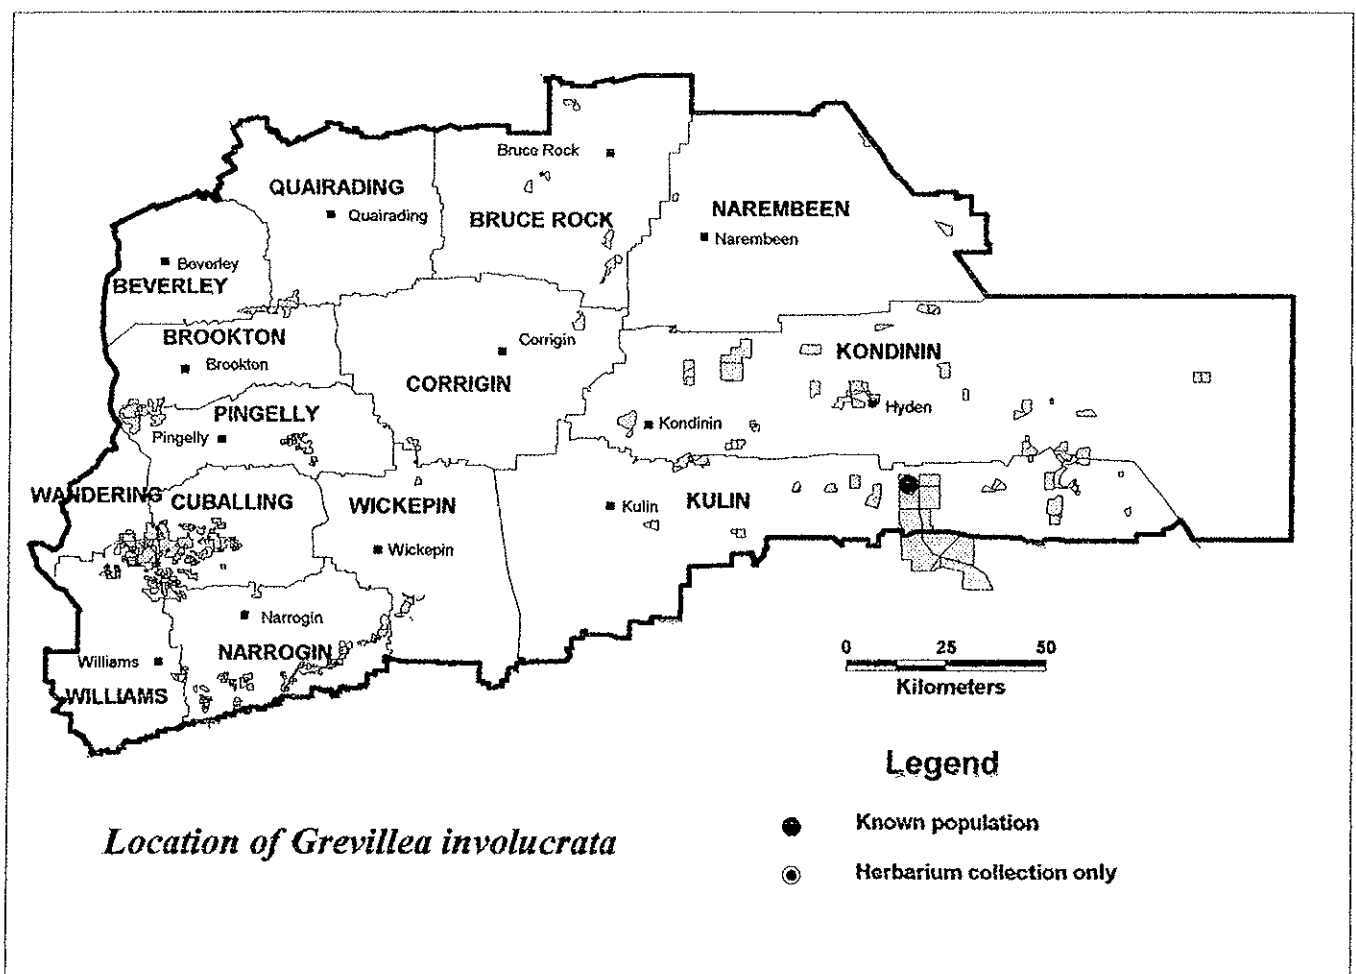 Bruce Rock
QUAIRADING
Quairading
BRUCE ROCK
NAREMBEEN
Narembeen
Beverley
BEVERLEY
BROOKTON
Brookton
Corrigin
CORRIGIN
KONDININ
Hyden
PINGELLY
Pingelly
Kondinin
WANDERING
CUBALLING
WICKEPIN
Wickepin
Kulin
KULIN
Narrogin
NARROGIN
Williams
WILLIAMS
0 25 50
Kilometers
Legend
Known population
Herbarium collection only
Location of Grevillea involucrata